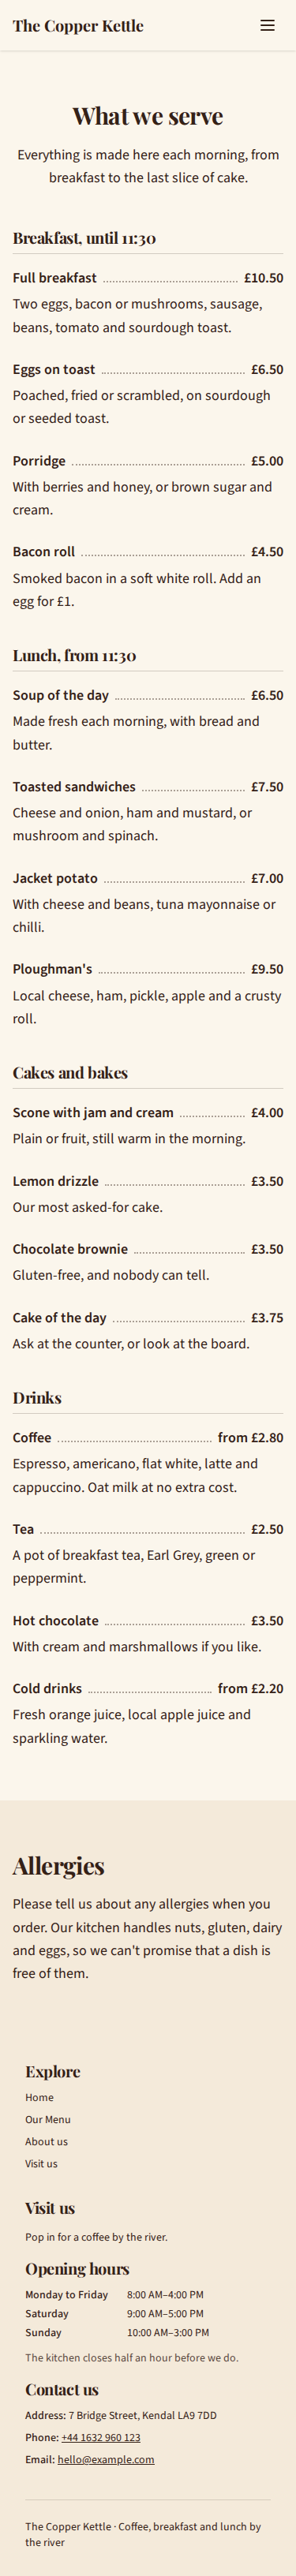 The Copper Kettle
What we serve
Everything is made here each morning, from
breakfast to the last slice of cake.
Breakfast, until 11:30
Full breakfast £10.50
Two eggs, bacon or mushrooms, sausage,
beans, tomato and sourdough toast.
Eggs on toast £6.50
Poached, fried or scrambled, on sourdough
or seeded toast.
Porridge £5.00
With berries and honey, or brown sugar and
cream.
Bacon roll £4.50
Smoked bacon in a soft white roll. Add an
egg for £1.
Lunch, from 11:30
Soup of the day £6.50
Made fresh each morning, with bread and
butter.
Toasted sandwiches £7.50
Cheese and onion, ham and mustard, or
mushroom and spinach.
Jacket potato £7.00
With cheese and beans, tuna mayonnaise or
chilli.
Ploughman's £9.50
Local cheese, ham, pickle, apple and a crusty
roll.
Cakes and bakes
Scone with jam and cream £4.00
Plain or fruit, still warm in the morning.
Lemon drizzle £3.50
Our most asked-for cake.
Chocolate brownie £3.50
Gluten-free, and nobody can tell.
Cake of the day £3.75
Ask at the counter, or look at the board.
Drinks
Coffee from £2.80
Espresso, americano, flat white, latte and
cappuccino. Oat milk at no extra cost.
Tea £2.50
A pot of breakfast tea, Earl Grey, green or
peppermint.
Hot chocolate £3.50
With cream and marshmallows if you like.
Cold drinks from £2.20
Fresh orange juice, local apple juice and
sparkling water.
Allergies
Please tell us about any allergies when you
order. Our kitchen handles nuts, gluten, dairy
and eggs, so we can't promise that a dish is
free of them.
Explore
Home
Our Menu
About us
Visit us
Visit us
Pop in for a coffee by the river.
Opening hours
Monday to Friday 8:00 AM–4:00 PM
Saturday 9:00 AM–5:00 PM
Sunday 10:00 AM–3:00 PM
The kitchen closes half an hour before we do.
Contact us
Address: 7 Bridge Street, Kendal LA9 7DD
Phone: +44 1632 960 123
Email: hello@example.com
The Copper Kettle · Coffee, breakfast and lunch by
the river